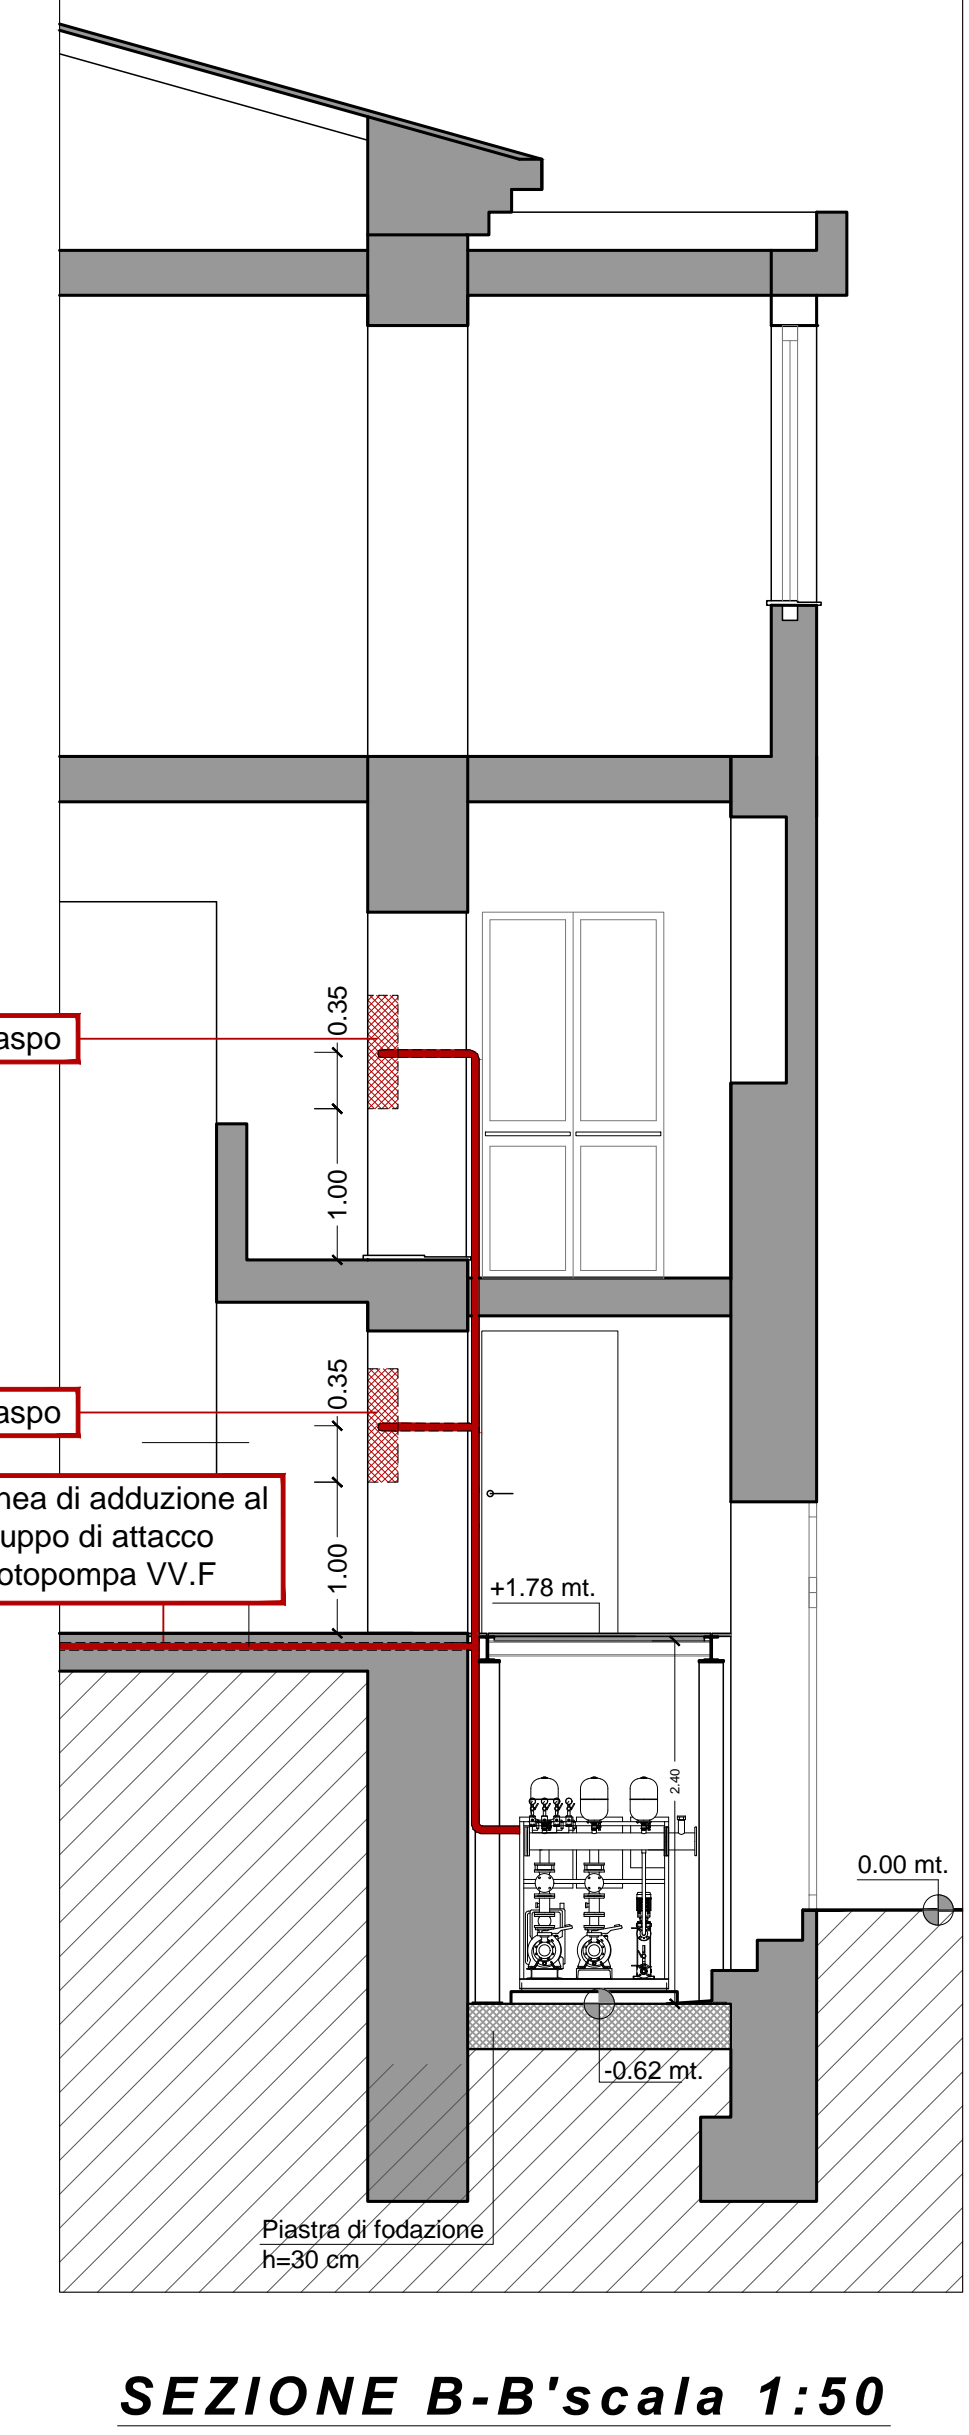 0.35
aspo
1.00
0.35
aspo
nea di adduzione al
uppo di attacco
otopompa VV.F
1.00
+1.78 mt.
2.40
0.00 mt.
-0.62 mt.
Piastra di fodazione
h=30 cm
SEZIONE B-B'scala 1:50